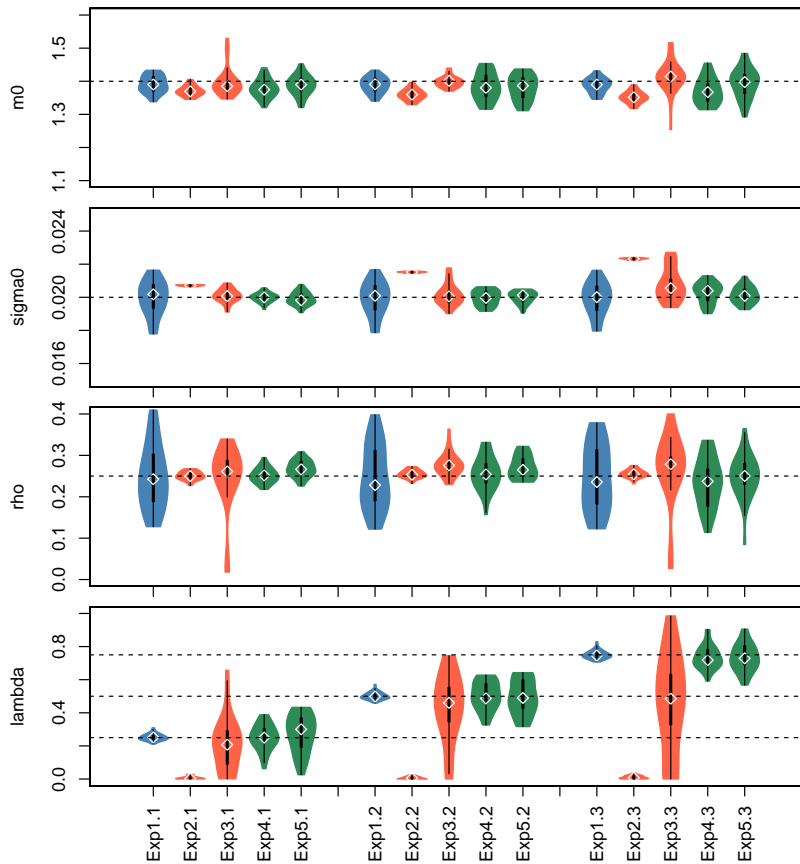 m0
1.1
1.3
1.5
sigma0
0.016
0.020
0.024
rho
0.0
0.1
0.2
0.3
0.4
lambda
0.0
0.4
0.8
Exp1.1
Exp2.1
Exp3.1
Exp4.1
Exp5.1
Exp1.2
Exp2.2
Exp3.2
Exp4.2
Exp5.2
Exp1.3
Exp2.3
Exp3.3
Exp4.3
Exp5.3